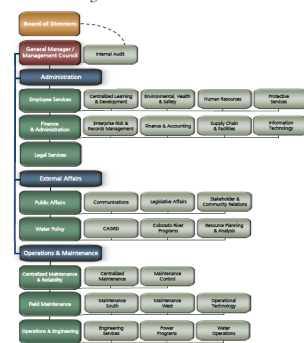 Board of Directors
General Manager /
Management Council
Internal Audit
Administration
Employee Services
Centralized Learning
& Development
Environmental, Health
& Safety
Human Resources
Protective
Services
Finance
& Administration
Enterprise Risk &
Records Management
Finance & Accounting
Supply Chain
& Facilities
Information
Technology
Legal Services
External Affairs
Public Affairs
Communications
Legislative Affairs
Stakeholder &
Community Relations
Water Policy
CAGRD
Colorado River
Programs
Resource Planning
& Analysis
Operations & Maintenance
Centralized Maintenance
& Reliability
Centralized
Maintenance
Maintenance
Control
Field Maintenance
Maintenance
South
Maintenance
West
Operational
Technology
Operations & Engineering
Engineering
Services
Power
Programs
Water
Operations